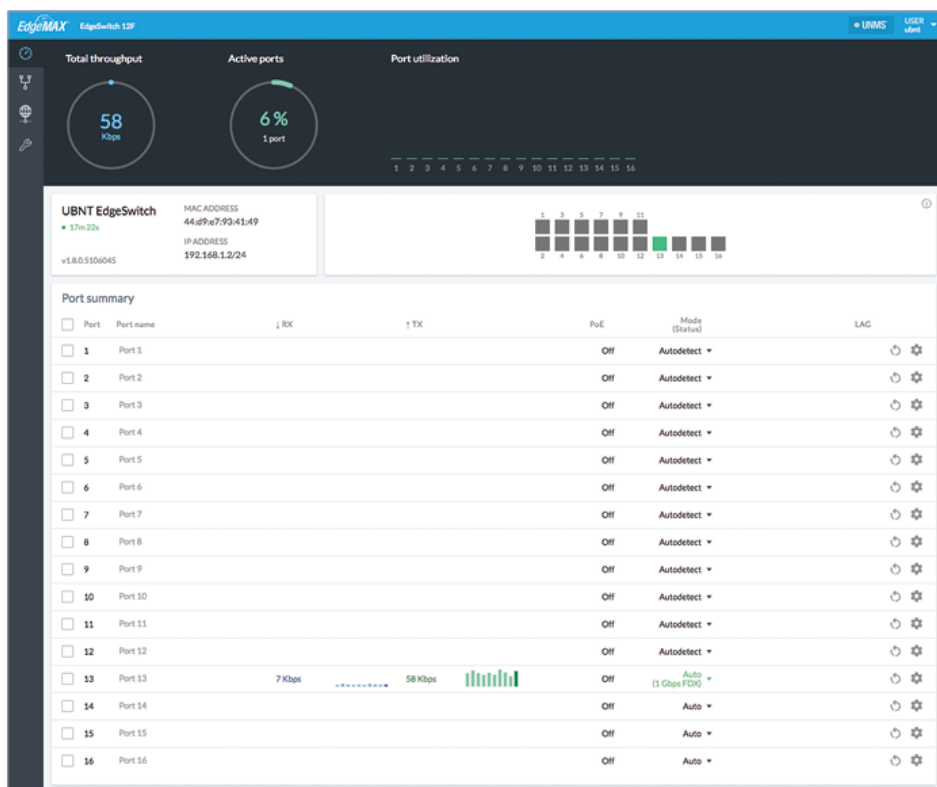 EdgeMAX EdgeSwitch 12F UNMS USER
ubnt
Total throughput Active ports Port utilization
58
Kbps
6%
1 port
1 2 3 4 5 6 7 8 9 10 11 12 13 14 15 16
UBNT EdgeSwitch
17m 22s
v1.8.0.5106045
MAC ADDRESS
44:d9:e7:93:41:49
IP ADDRESS
192.168.1.2/24
1 3 5 7 9 11
2 4 6 8 10 12 13 14 15 16
Port summary
Port Port name ↓ RX ↑ TX PoE Mode (Status) LAG
1 Port 1 Off Autodetect
2 Port 2 Off Autodetect
3 Port 3 Off Autodetect
4 Port 4 Off Autodetect
5 Port 5 Off Autodetect
6 Port 6 Off Autodetect
7 Port 7 Off Autodetect
8 Port 8 Off Autodetect
9 Port 9 Off Autodetect
10 Port 10 Off Autodetect
11 Port 11 Off Autodetect
12 Port 12 Off Autodetect
13 Port 13 7 Kbps 58 Kbps Off Auto (1 Gbps FDX)
14 Port 14 Off Auto
15 Port 15 Off Auto
16 Port 16 Off Auto